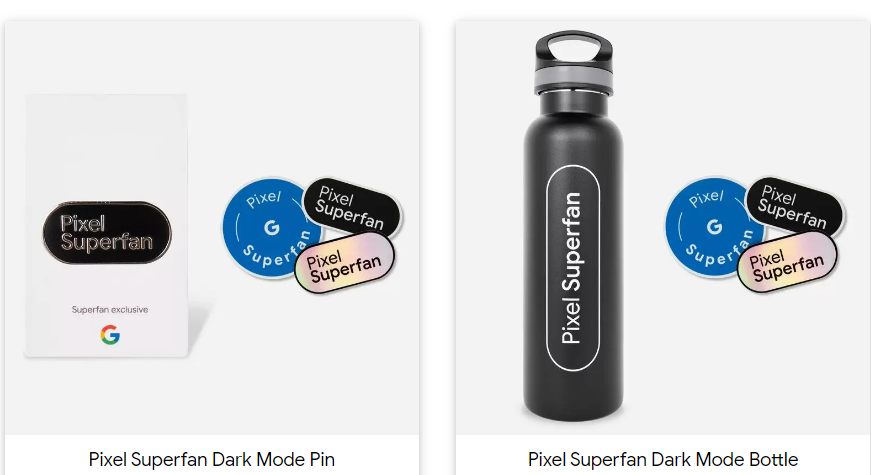 Pixel
Superfan
Superfan exclusive
G
Pixel
G
Superfan
Pixel
Superfan
Pixel
Superfan
Pixel Superfan Dark Mode Pin
Pixel Superfan
Pixel
G
Superfan
Pixel
Superfan
Pixel
Superfan
Pixel Superfan Dark Mode Bottle